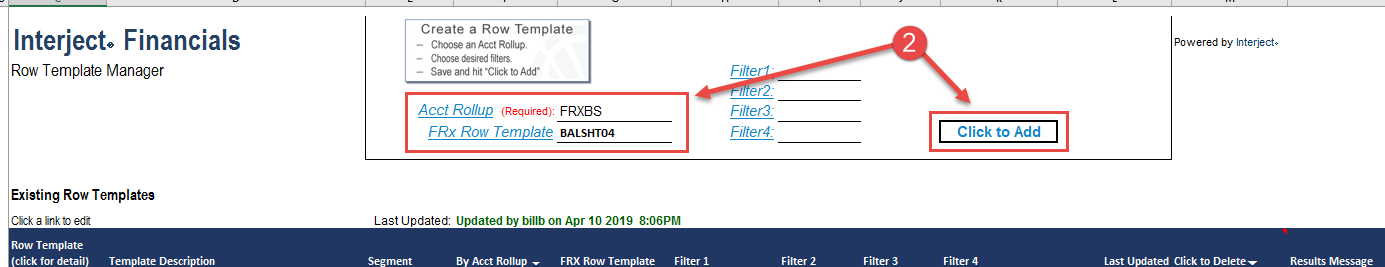 Create a Row Template
– Choose an Acct Rollup.
– Choose desired filters.
– Save and hit "Click to Add"
Interject Financials
Row Template Manager
2
Powered by Interject
Filter1:
Filter2:
Acct Rollup (Required): FRXBS Filter3:
FRx Row Template BALSHT04 Filter4: Click to Add
Existing Row Templates
Click a link to edit Last Updated: Updated by billb on Apr 10 2019 8:06PM
Row Template
(click for detail) Template Description Segment By Acct Rollup FRX Row Template Filter 1 Filter 2 Filter 3 Filter 4 Last Updated Click to Delete Results Message